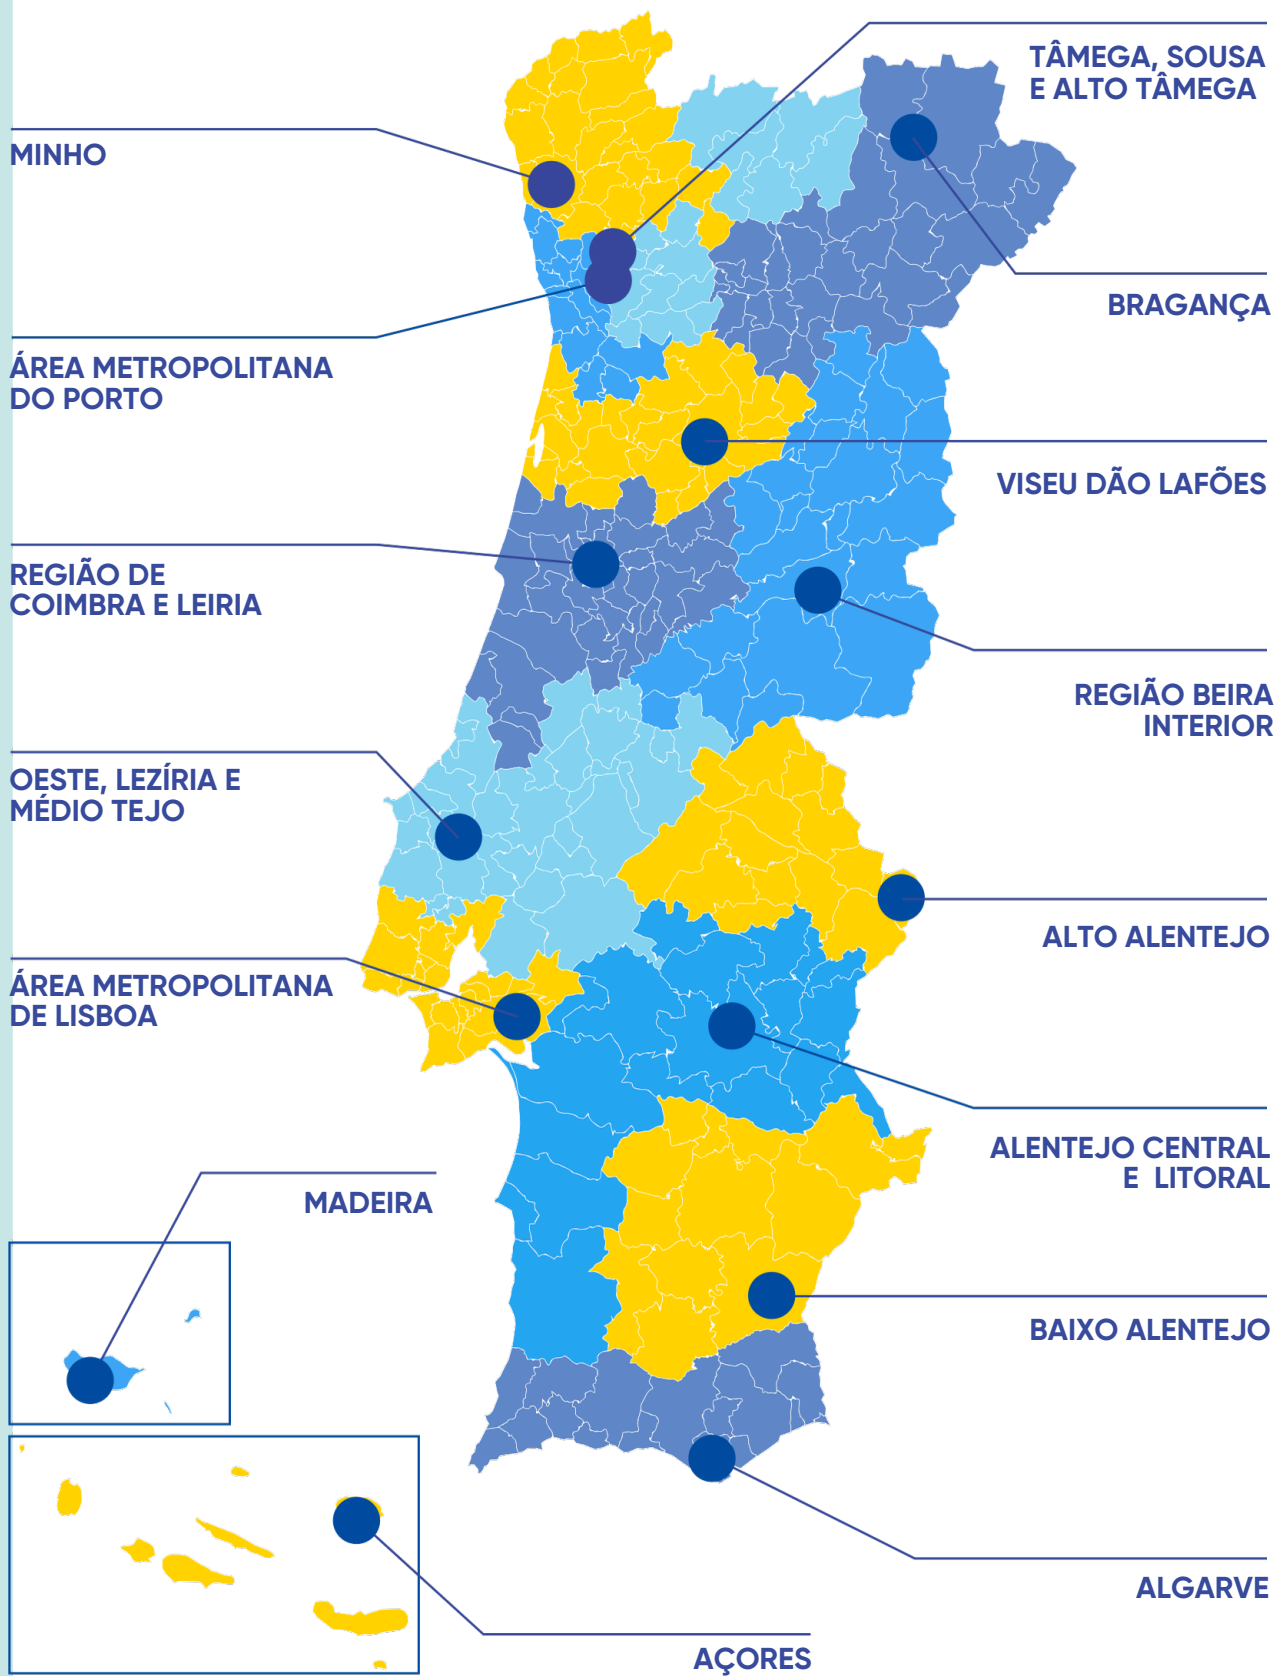 TÂMEGA, SOUSA
E ALTO TÂMEGA
MINHO
BRAGANÇA
ÁREA METROPOLITANA
DO PORTO
VISEU DÃO LAFÕES
REGIÃO DE
COIMBRA E LEIRIA
REGIÃO BEIRA
INTERIOR
OESTE, LEZÍRIA E
MÉDIO TEJO
ALTO ALENTEJO
ÁREA METROPOLITANA
DE LISBOA
ALENTEJO CENTRAL
E LITORAL
MADEIRA
BAIXO ALENTEJO
ALGARVE
AÇORES